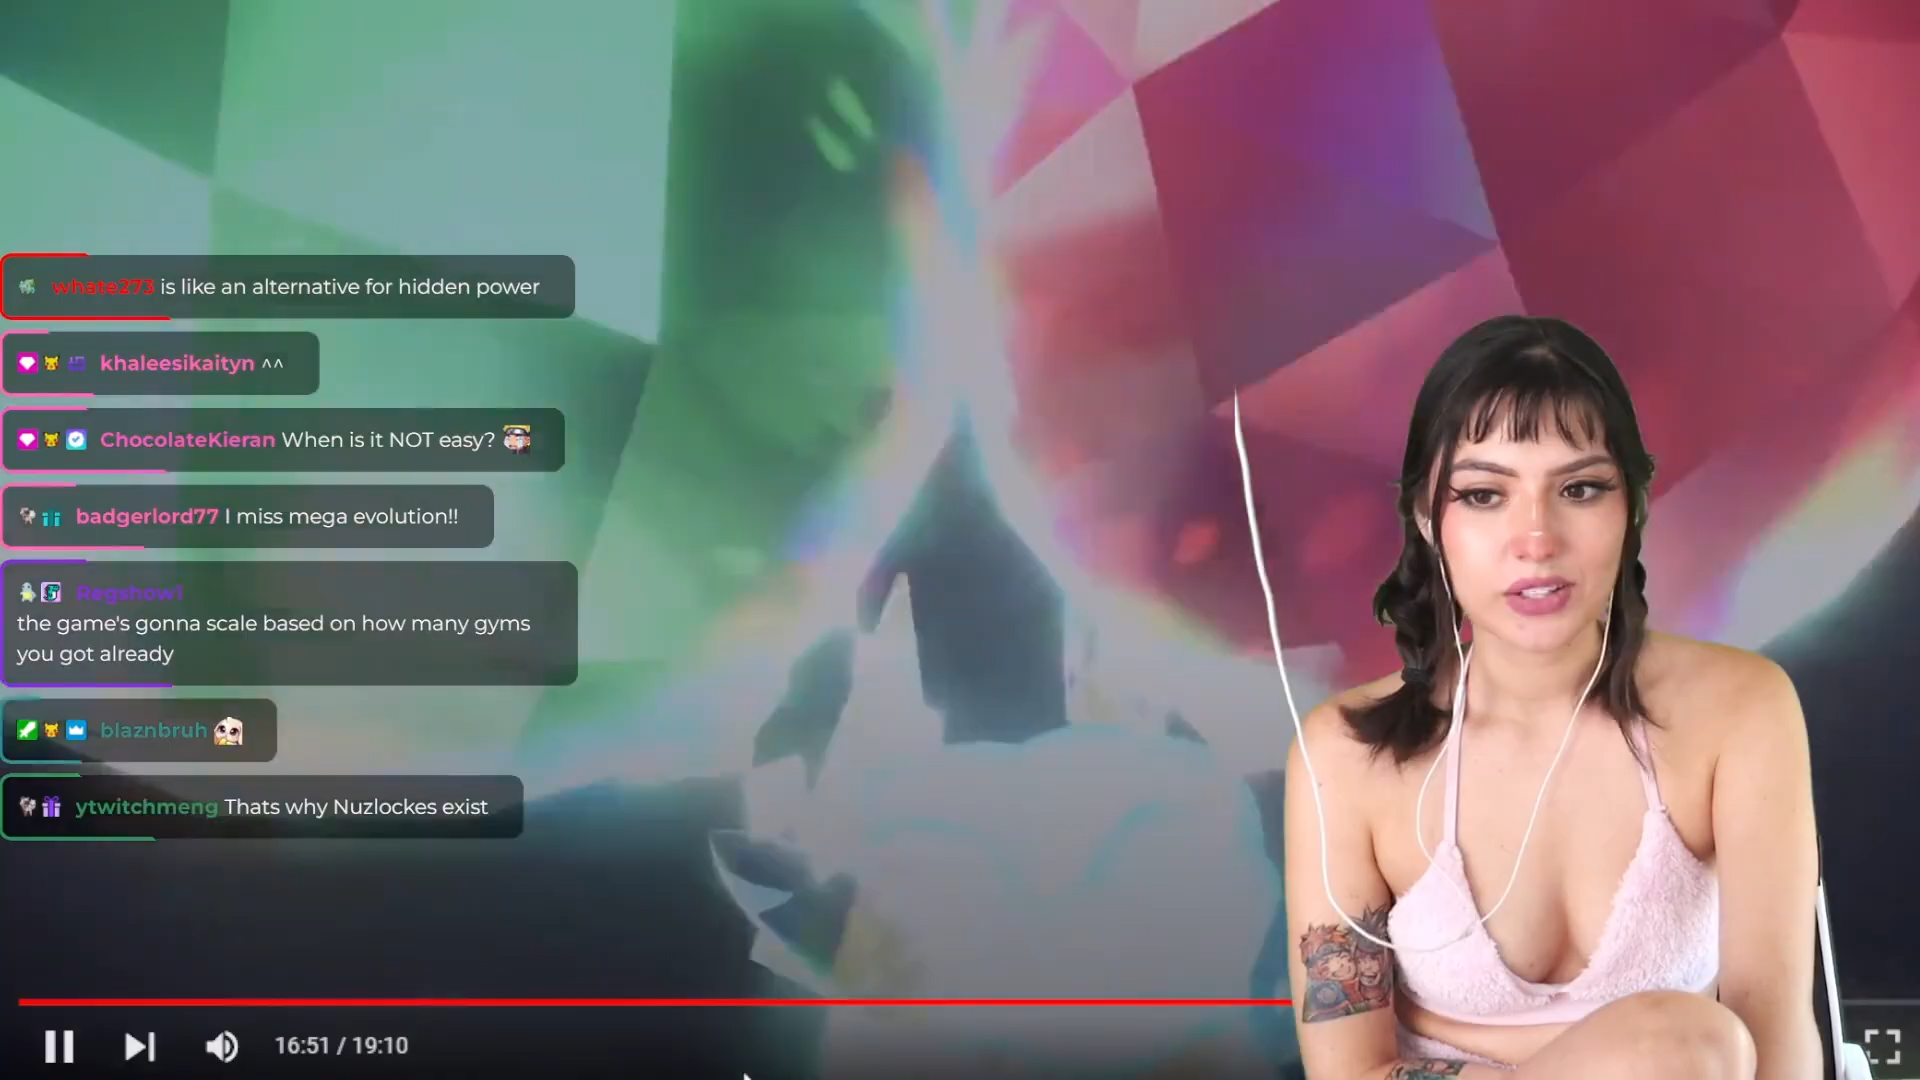 whate273 is like an alternative for hidden power
khaleesikaityn ^^
ChocolateKieran When is it NOT easy?
badgerlord77 I miss mega evolution!!
Regshow1
the game's gonna scale based on how many gyms
you got already
blaznbruh
ytwitchmeng Thats why Nuzlockes exist
16:51 / 19:10